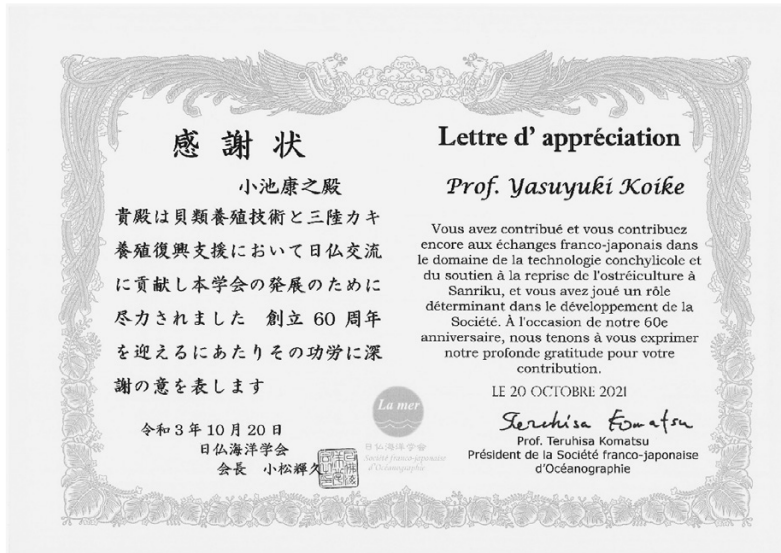 感謝状
小池康之殿
貴殿は貝類養殖技術と三陸カキ
養殖復興支援において日仏交流
に貢献し本学会の発展のために
尽力されました　創立 60 周年
を迎えるにあたりその功労に深
謝の意を表します
令和3年10月20日
日仏海洋学会
会長　小松輝久
Lettre d' appréciation
Prof. Yasuyuki Koike
Vous avez contribué et vous contribuez
encore aux échanges franco-japonais dans
le domaine de la technologie conchylicole et
du soutien à la reprise de l'ostréiculture à
Sanriku, et vous avez joué un rôle
déterminant dans le développement de la
Société. À l'occasion de notre 60e
anniversaire, nous tenons à vous exprimer
notre profonde gratitude pour votre
contribution.
LE 20 OCTOBRE 2021
Teruhisa Komatsu
Prof. Teruhisa Komatsu
Président de la Société franco-japonaise
d'Océanographie
La mer
日仏海洋学会
Société franco-japonaise
d'Océanographie